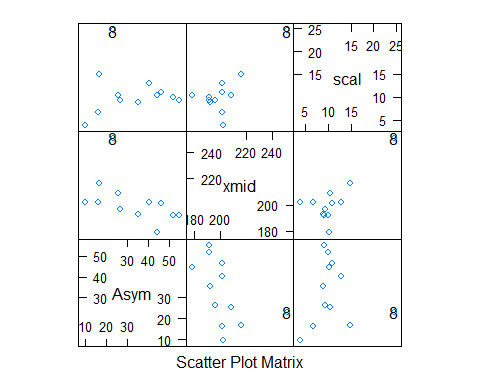 8 8 25
20 15 20 25
15 scal 15
10
5 10 15 5
8 8
240 220 240
220 xmid
200
180 200 180
50 30 40 50
40
30 Asym 30 8 8
20
10 20 30 10
Scatter Plot Matrix